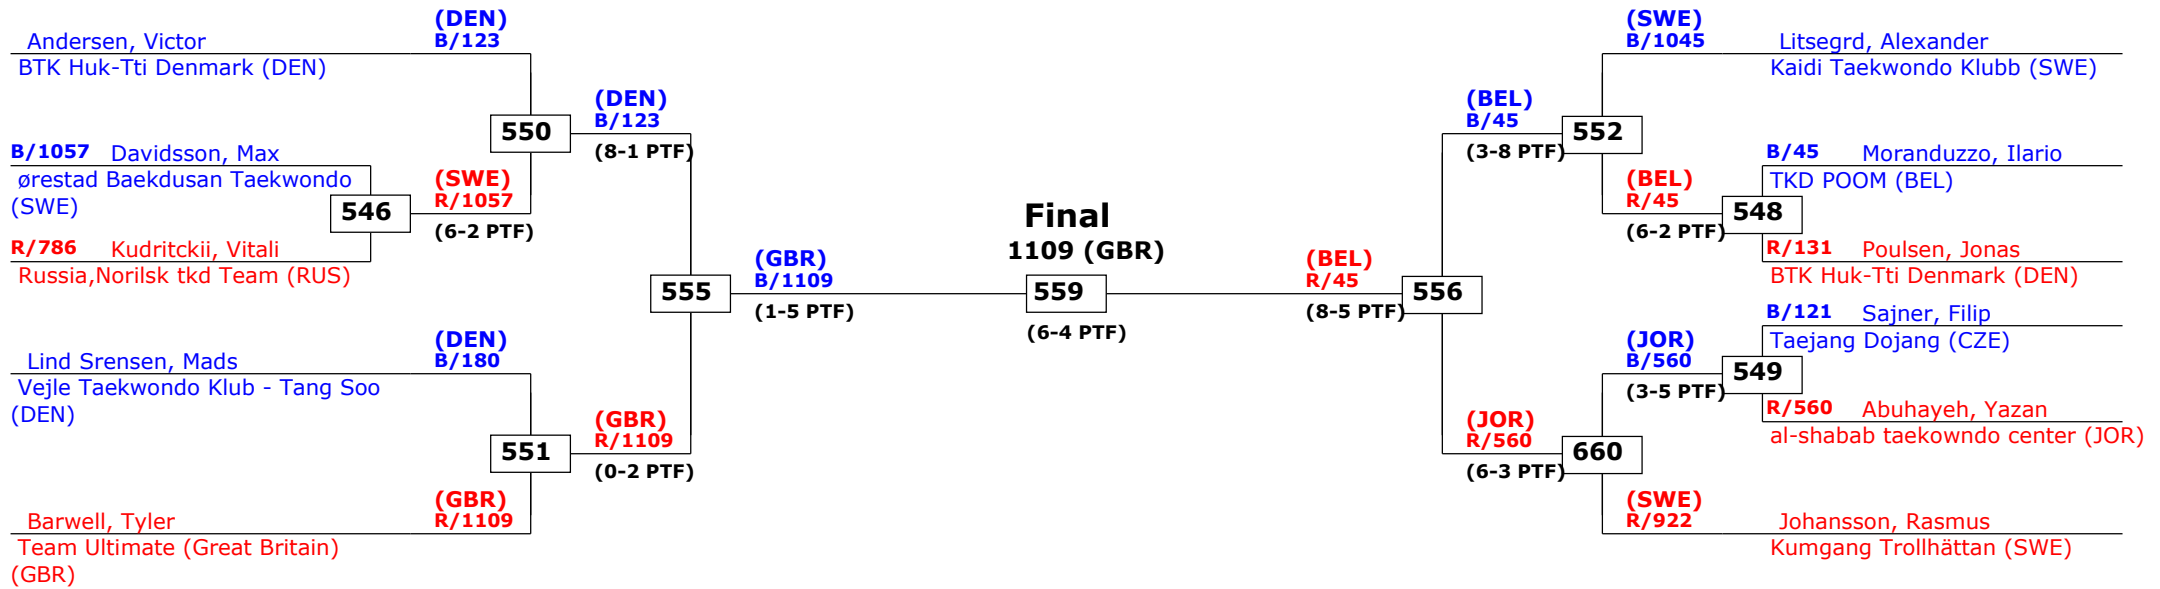 (DEN)
B/123
Andersen, Victor
BTK Huk-Tti Denmark (DEN)
550
(DEN)
B/123
(8-1 PTF)
B/1057 Davidsson, Max
ørestad Baekdusan Taekwondo
(SWE)
546
(SWE)
R/1057
(6-2 PTF)
R/786 Kudritckii, Vitali
Russia,Norilsk tkd Team (RUS)
555
(GBR)
B/1109
(1-5 PTF)
(DEN)
B/180
Lind Srensen, Mads
Vejle Taekwondo Klub - Tang Soo
(DEN)
551
(GBR)
R/1109
(0-2 PTF)
(GBR)
R/1109
Barwell, Tyler
Team Ultimate (Great Britain)
(GBR)
Final
1109 (GBR)
559
(6-4 PTF)
(BEL)
R/45
(8-5 PTF)
556
(BEL)
B/45
(3-8 PTF)
552
(SWE)
B/1045
Litsegrd, Alexander
Kaidi Taekwondo Klubb (SWE)
(BEL)
R/45
(6-2 PTF)
548
B/45 Moranduzzo, Ilario
TKD POOM (BEL)
R/131 Poulsen, Jonas
BTK Huk-Tti Denmark (DEN)
B/121 Sajner, Filip
Taejang Dojang (CZE)
(JOR)
B/560
(3-5 PTF)
549
R/560 Abuhayeh, Yazan
al-shabab taekowndo center (JOR)
(JOR)
R/560
(6-3 PTF)
660
(SWE)
R/922
Johansson, Rasmus
Kumgang Trollhättan (SWE)